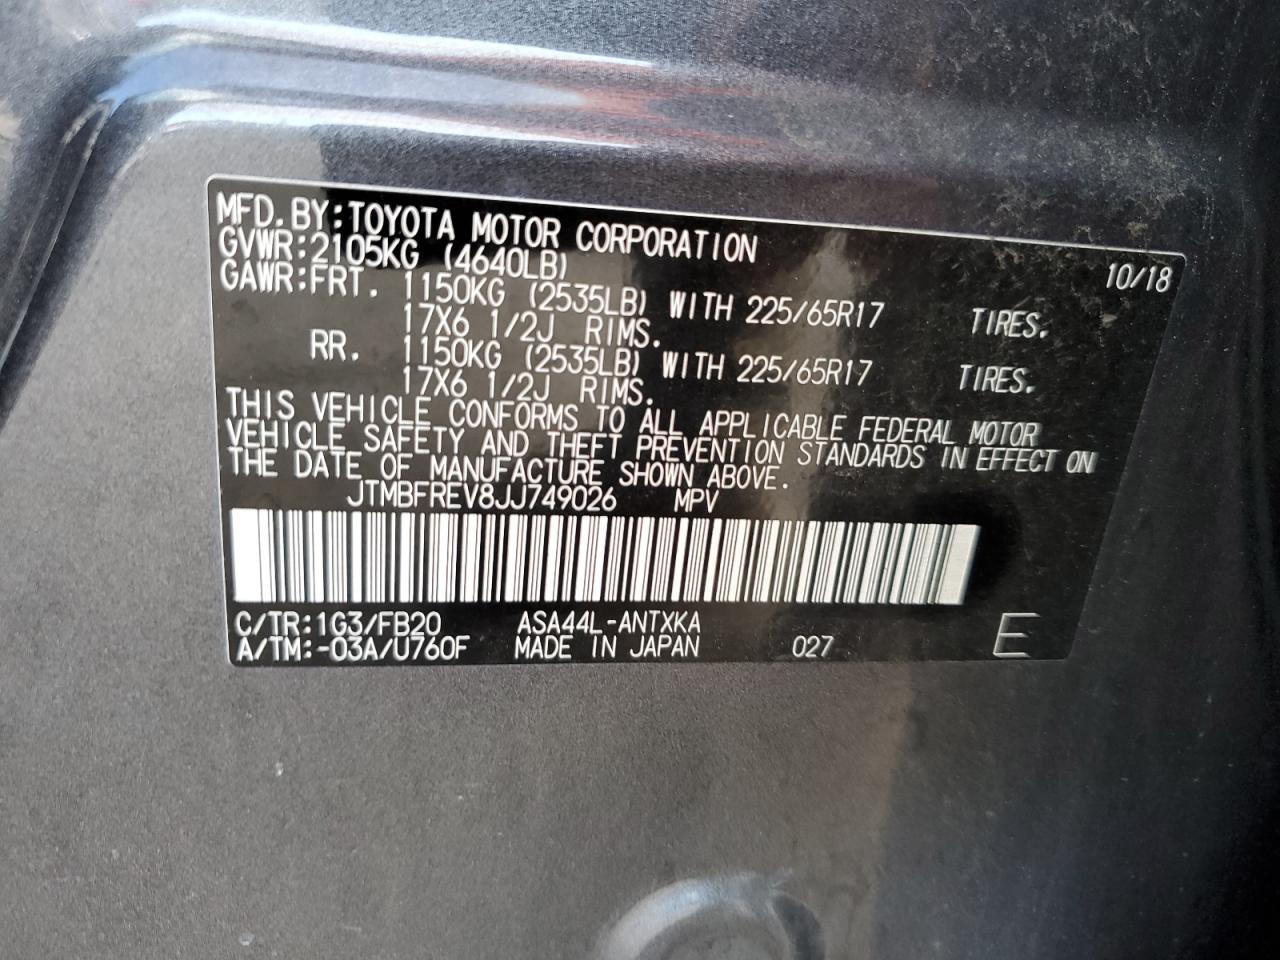 MFD.BY:TOYOTA MOTOR CORPORATION 10/18
GVWR:2105KG (4640LB)
GAWR:FRT. 1150KG (2535LB) WITH 225/65R17 TIRES.
17X6 1/2J RIMS.
RR. 1150KG (2535LB) WITH 225/65R17 TIRES.
17X6 1/2J RIMS.
THIS VEHICLE CONFORMS TO ALL APPLICABLE FEDERAL MOTOR
VEHICLE SAFETY AND THEFT PREVENTION STANDARDS IN EFFECT ON
THE DATE OF MANUFACTURE SHOWN ABOVE.
JTMBFREV8JJ749026 MPV
C/TR:1G3/FB20 ASA44L-ANTXKA
A/TM:-03A/U760F MADE IN JAPAN 027 E